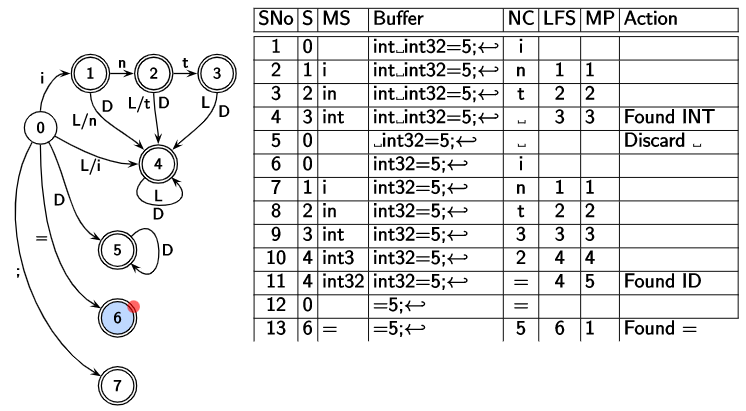 i
n
t
0
1
2
3
4
5
6
7
L/n
D
L/t
D
L
D
L/i
L
D
D
D
=
;
SNo S MS Buffer NC LFS MP Action
1 0 int␣int32=5;↩ i
2 1 i int␣int32=5;↩ n 1 1
3 2 in int␣int32=5;↩ t 2 2
4 3 int int␣int32=5;↩ ␣ 3 3 Found INT
5 0 ␣int32=5;↩ ␣ Discard ␣
6 0 int32=5;↩ i
7 1 i int32=5;↩ n 1 1
8 2 in int32=5;↩ t 2 2
9 3 int int32=5;↩ 3 3 3
10 4 int3 int32=5;↩ 2 4 4
11 4 int32 int32=5;↩ = 4 5 Found ID
12 0 =5;↩ =
13 6 = =5;↩ 5 6 1 Found =